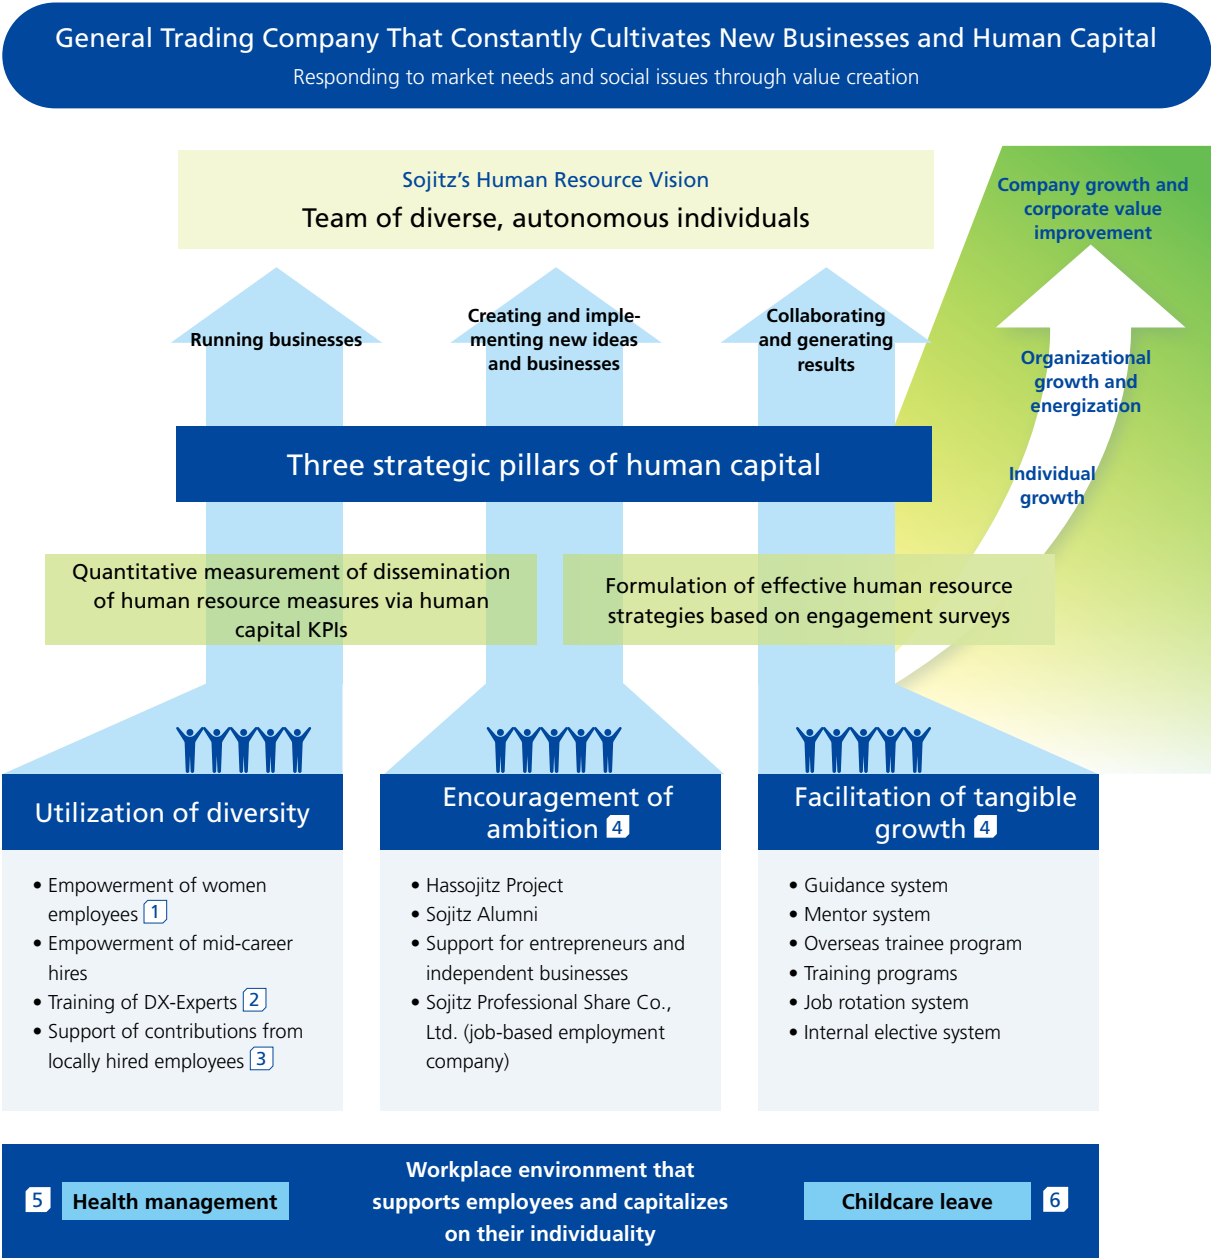 General Trading Company That Constantly Cultivates New Businesses and Human Capital
Responding to market needs and social issues through value creation
Sojitz's Human Resource Vision
Team of diverse, autonomous individuals
Company growth and
corporate value
improvement
Running businesses
Creating and imple-
menting new ideas
and businesses
Collaborating
and generating
results
Organizational
growth and
energization
Three strategic pillars of human capital
Individual
growth
Quantitative measurement of dissemination
of human resource measures via human
capital KPIs
Formulation of effective human resource
strategies based on engagement surveys
Utilization of diversity
• Empowerment of women
employees 1
• Empowerment of mid-career
hires
• Training of DX-Experts 2
• Support of contributions from
locally hired employees 3
Encouragement of
ambition 4
• Hassojitz Project
• Sojitz Alumni
• Support for entrepreneurs and
independent businesses
• Sojitz Professional Share Co.,
Ltd. (job-based employment
company)
Facilitation of tangible
growth 4
• Guidance system
• Mentor system
• Overseas trainee program
• Training programs
• Job rotation system
• Internal elective system
5 Health management
Workplace environment that
supports employees and capitalizes
on their individuality
Childcare leave 6